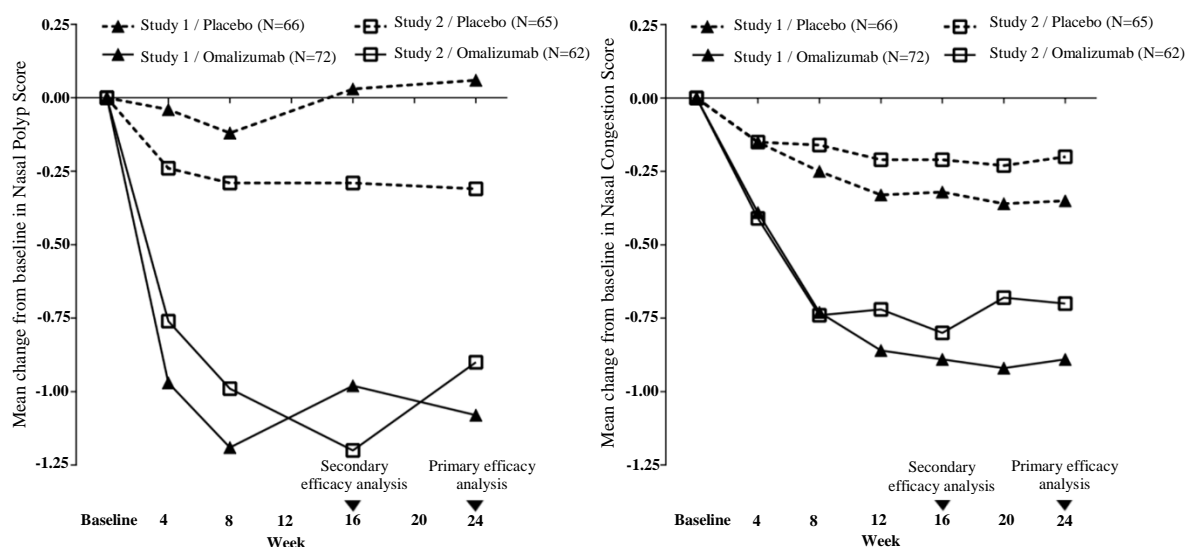 Mean change from baseline in Nasal Polyp Score
0.25
0.00
-0.25
-0.50
-0.75
-1.00
-1.25
Study 1 / Placebo (N=66)
Study 2 / Placebo (N=65)
Study 1 / Omalizumab (N=72)
Study 2 / Omalizumab (N=62)
Secondary
efficacy analysis
Primary efficacy
analysis
Baseline 4 8 12 16 20 24
Week
Mean change from baseline in Nasal Congestion Score
0.25
0.00
-0.25
-0.50
-0.75
-1.00
-1.25
Study 1 / Placebo (N=66)
Study 2 / Placebo (N=65)
Study 1 / Omalizumab (N=72)
Study 2 / Omalizumab (N=62)
Secondary
efficacy analysis
Primary efficacy
analysis
Baseline 4 8 12 16 20 24
Week